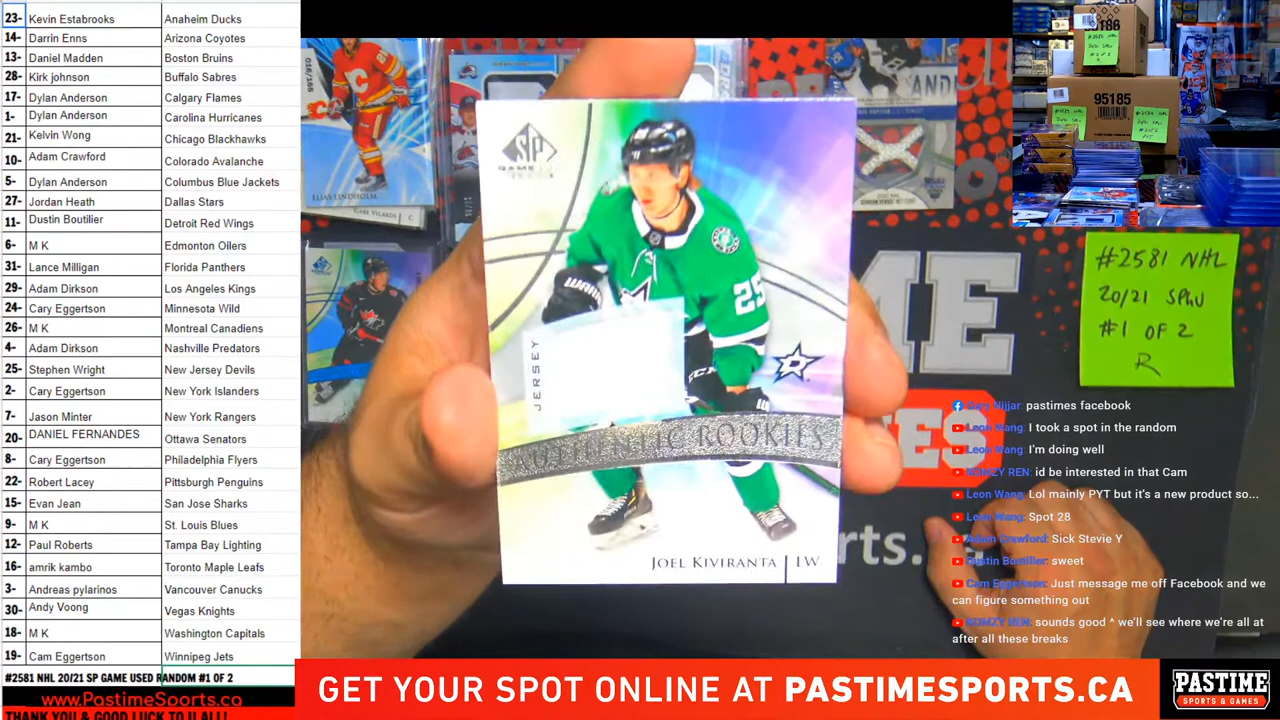 23- Kevin Estabrooks Anaheim Ducks
14- Darrin Enns Arizona Coyotes
13- Daniel Madden Boston Bruins
28- Kirk johnson Buffalo Sabres
17- Dylan Anderson Calgary Flames
1- Dylan Anderson Carolina Hurricanes
21- Kelvin Wong Chicago Blackhawks
10- Adam Crawford Colorado Avalanche
5- Dylan Anderson Columbus Blue Jackets
27- Jordan Heath Dallas Stars
11- Dustin Boutilier Detroit Red Wings
6- M K Edmonton Oilers
31- Lance Milligan Florida Panthers
29- Adam Dirkson Los Angeles Kings
24- Cary Eggertson Minnesota Wild
26- M K Montreal Canadiens
4- Adam Dirkson Nashville Predators
25- Stephen Wright New Jersey Devils
2- Cary Eggertson New York Islanders
7- Jason Minter New York Rangers
20- DANIEL FERNANDES Ottawa Senators
8- Cary Eggertson Philadelphia Flyers
22- Robert Lacey Pittsburgh Penguins
15- Evan Jean San Jose Sharks
9- M K St. Louis Blues
12- Paul Roberts Tampa Bay Lighting
16- amrik kambo Toronto Maple Leafs
3- Andreas pylarinos Vancouver Canucks
30- Andy Voong Vegas Knights
18- M K Washington Capitals
19- Cam Eggertson Winnipeg Jets
#2581 NHL 20/21 SP GAME USED RANDOM #1 OF 2
www.PastimeSports.ca
THANK YOU & GOOD LUCK TO U ALL!
ELIAS LINDHOLM
GABE VILARDI C
SP
GAME USED
25
JERSEY
AUTHENTIC ROOKIES
JOEL KIVIRANTA LW
95185
#2581 NHL
20/21 SPGU
#1 OF 2
R
Gary Nijjar: pastimes facebook
Leon Wang: I took a spot in the random
Leon Wang: I'm doing well
ROMZY REN: id be interested in that Cam
Leon Wang: Lol mainly PYT but it's a new product so...
Leon Wang: Spot 28
Adam Crawford: Sick Stevie Y
Dustin Boutilier: sweet
Cam Eggertson: Just message me off Facebook and we
can figure something out
ROMZY REN: sounds good ^ we'll see where we're all at
after all these breaks
GET YOUR SPOT ONLINE AT PASTIMESPORTS.CA
PASTIME
SPORTS & GAMES